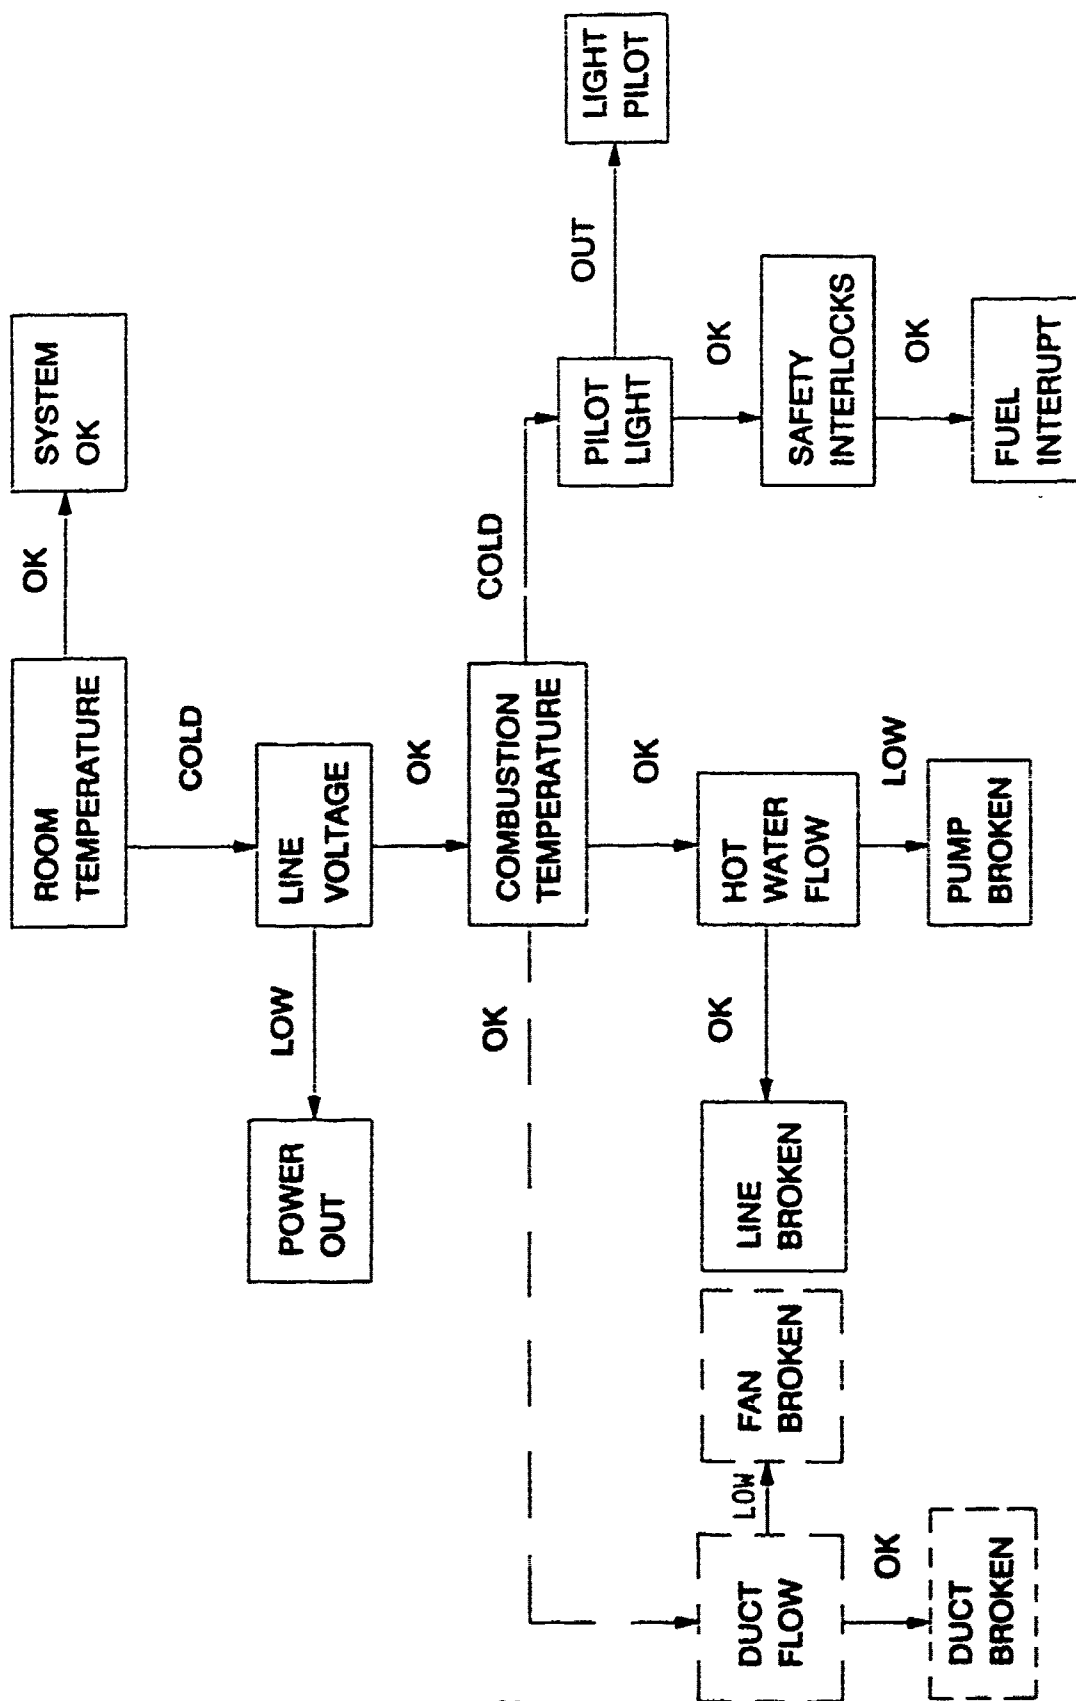 ROOM
TEMPERATURE
OK
SYSTEM
OK
COLD
LOW
POWER
OUT
LINE
VOLTAGE
OK
OK
COMBUSTION
TEMPERATURE
COLD
OUT
LIGHT
PILOT
PILOT
LIGHT
OK
SAFETY
INTERLOCKS
OK
FUEL
INTERUPT
OK
HOT
WATER
FLOW
OK
LINE
BROKEN
LOW
PUMP
BROKEN
DUCT
FLOW
LOW
FAN
BROKEN
OK
DUCT
BROKEN